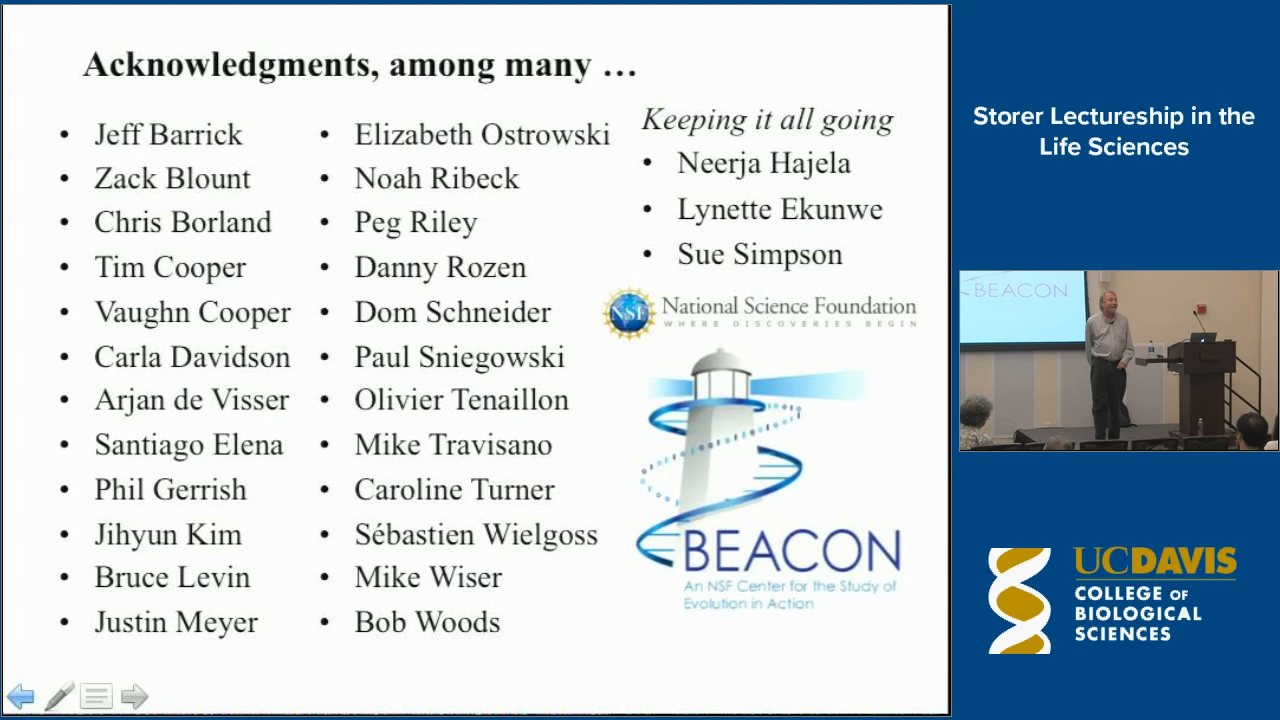 Acknowledgments, among many …
• Jeff Barrick
• Zack Blount
• Chris Borland
• Tim Cooper
• Vaughn Cooper
• Carla Davidson
• Arjan de Visser
• Santiago Elena
• Phil Gerrish
• Jihyun Kim
• Bruce Levin
• Justin Meyer
• Elizabeth Ostrowski
• Noah Ribeck
• Peg Riley
• Danny Rozen
• Dom Schneider
• Paul Sniegowski
• Olivier Tenaillon
• Mike Travisano
• Caroline Turner
• Sébastien Wielgoss
• Mike Wiser
• Bob Woods
Keeping it all going
• Neerja Hajela
• Lynette Ekunwe
• Sue Simpson
NSF
National Science Foundation
WHERE DISCOVERIES BEGIN
BEACON
An NSF Center for the Study of
Evolution in Action
Storer Lectureship in the
Life Sciences
BEACON
UCDAVIS
COLLEGE OF
BIOLOGICAL
SCIENCES